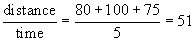 distance/time = (80 + 100 + 75)/5 = 51